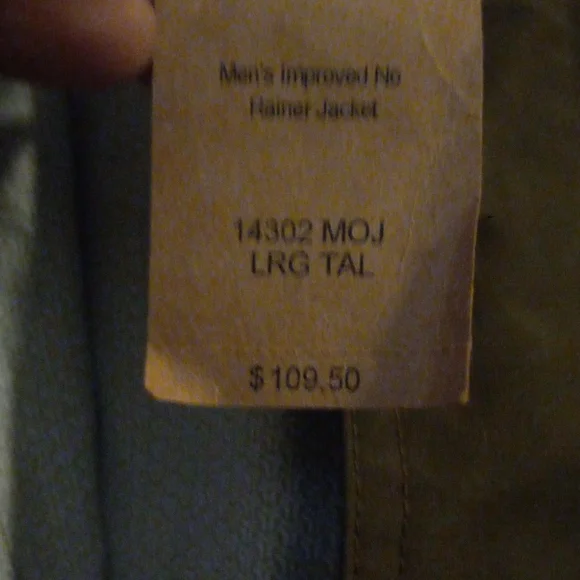 Men's Improved No
Rainer Jacket
14302 MOJ
LRG TAL
$109.50